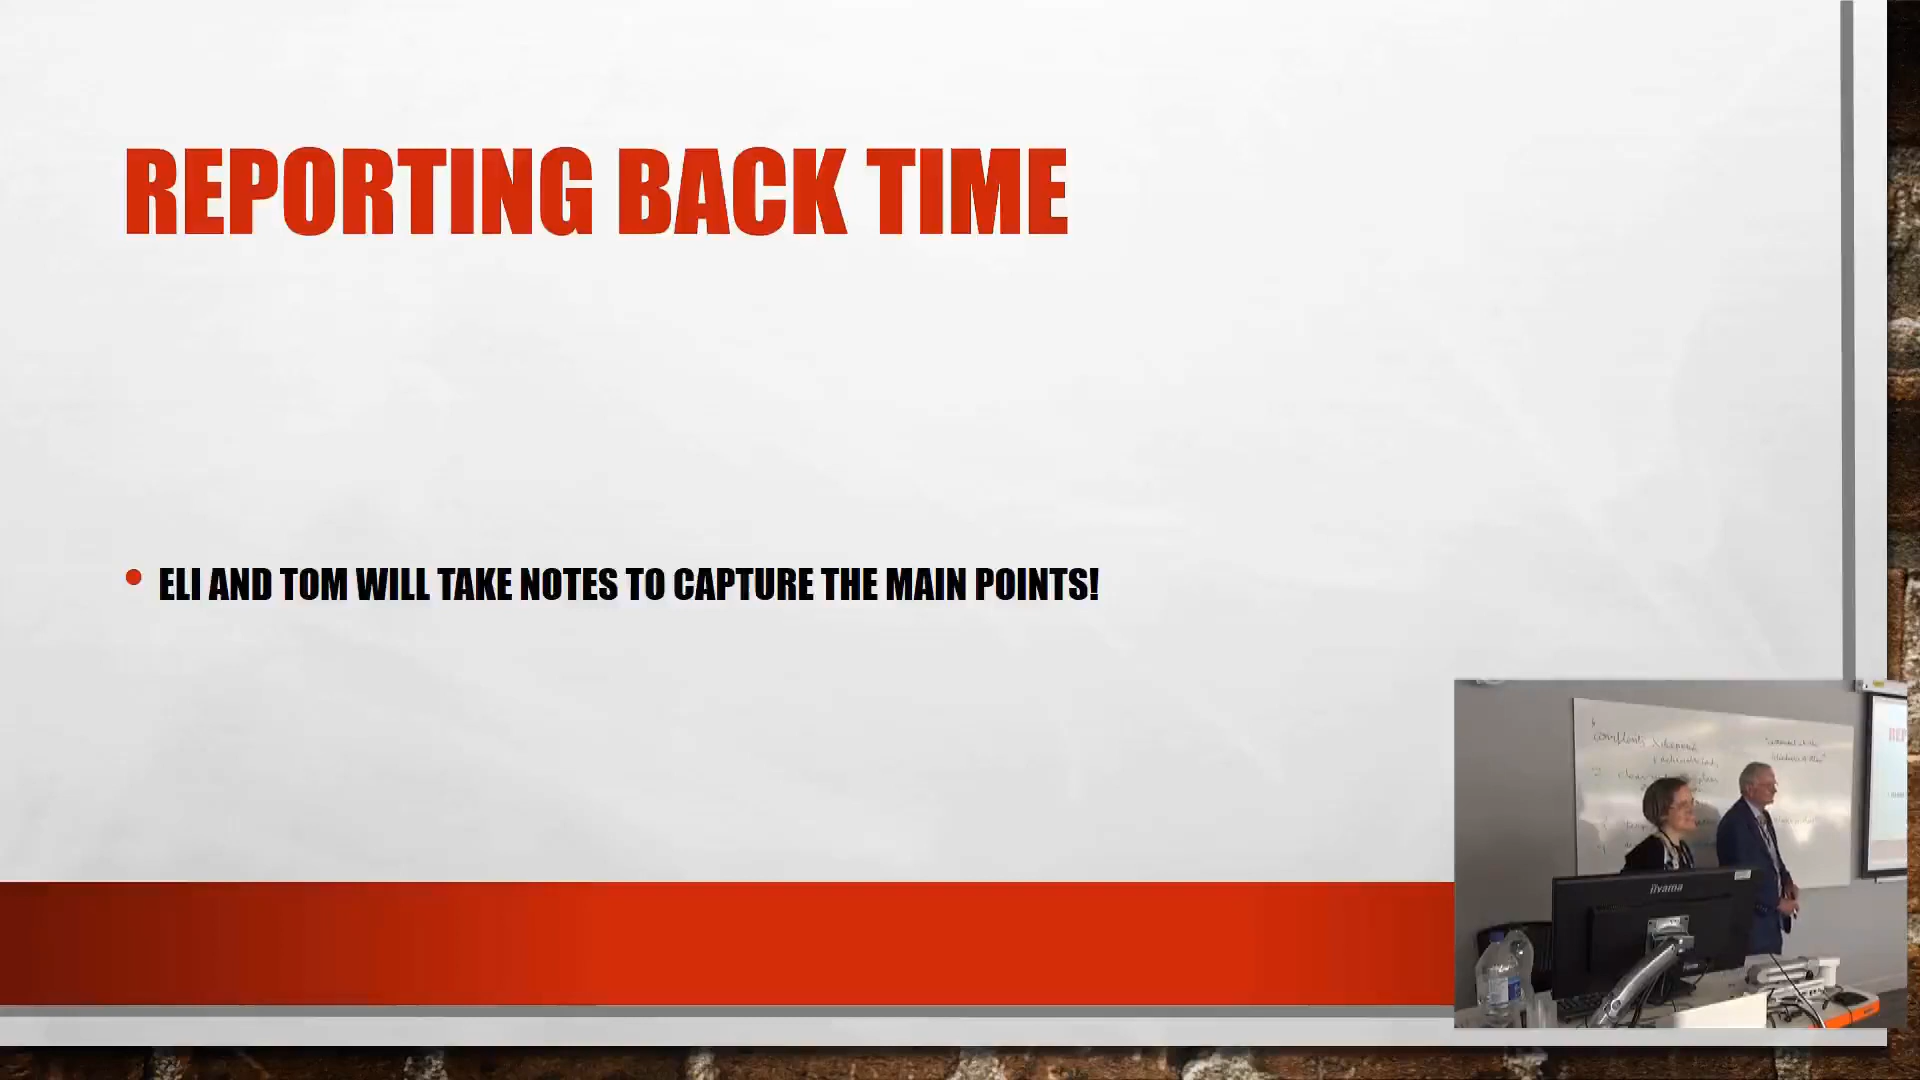 REPORTING BACK TIME
• ELI AND TOM WILL TAKE NOTES TO CAPTURE THE MAIN POINTS!
iiyama